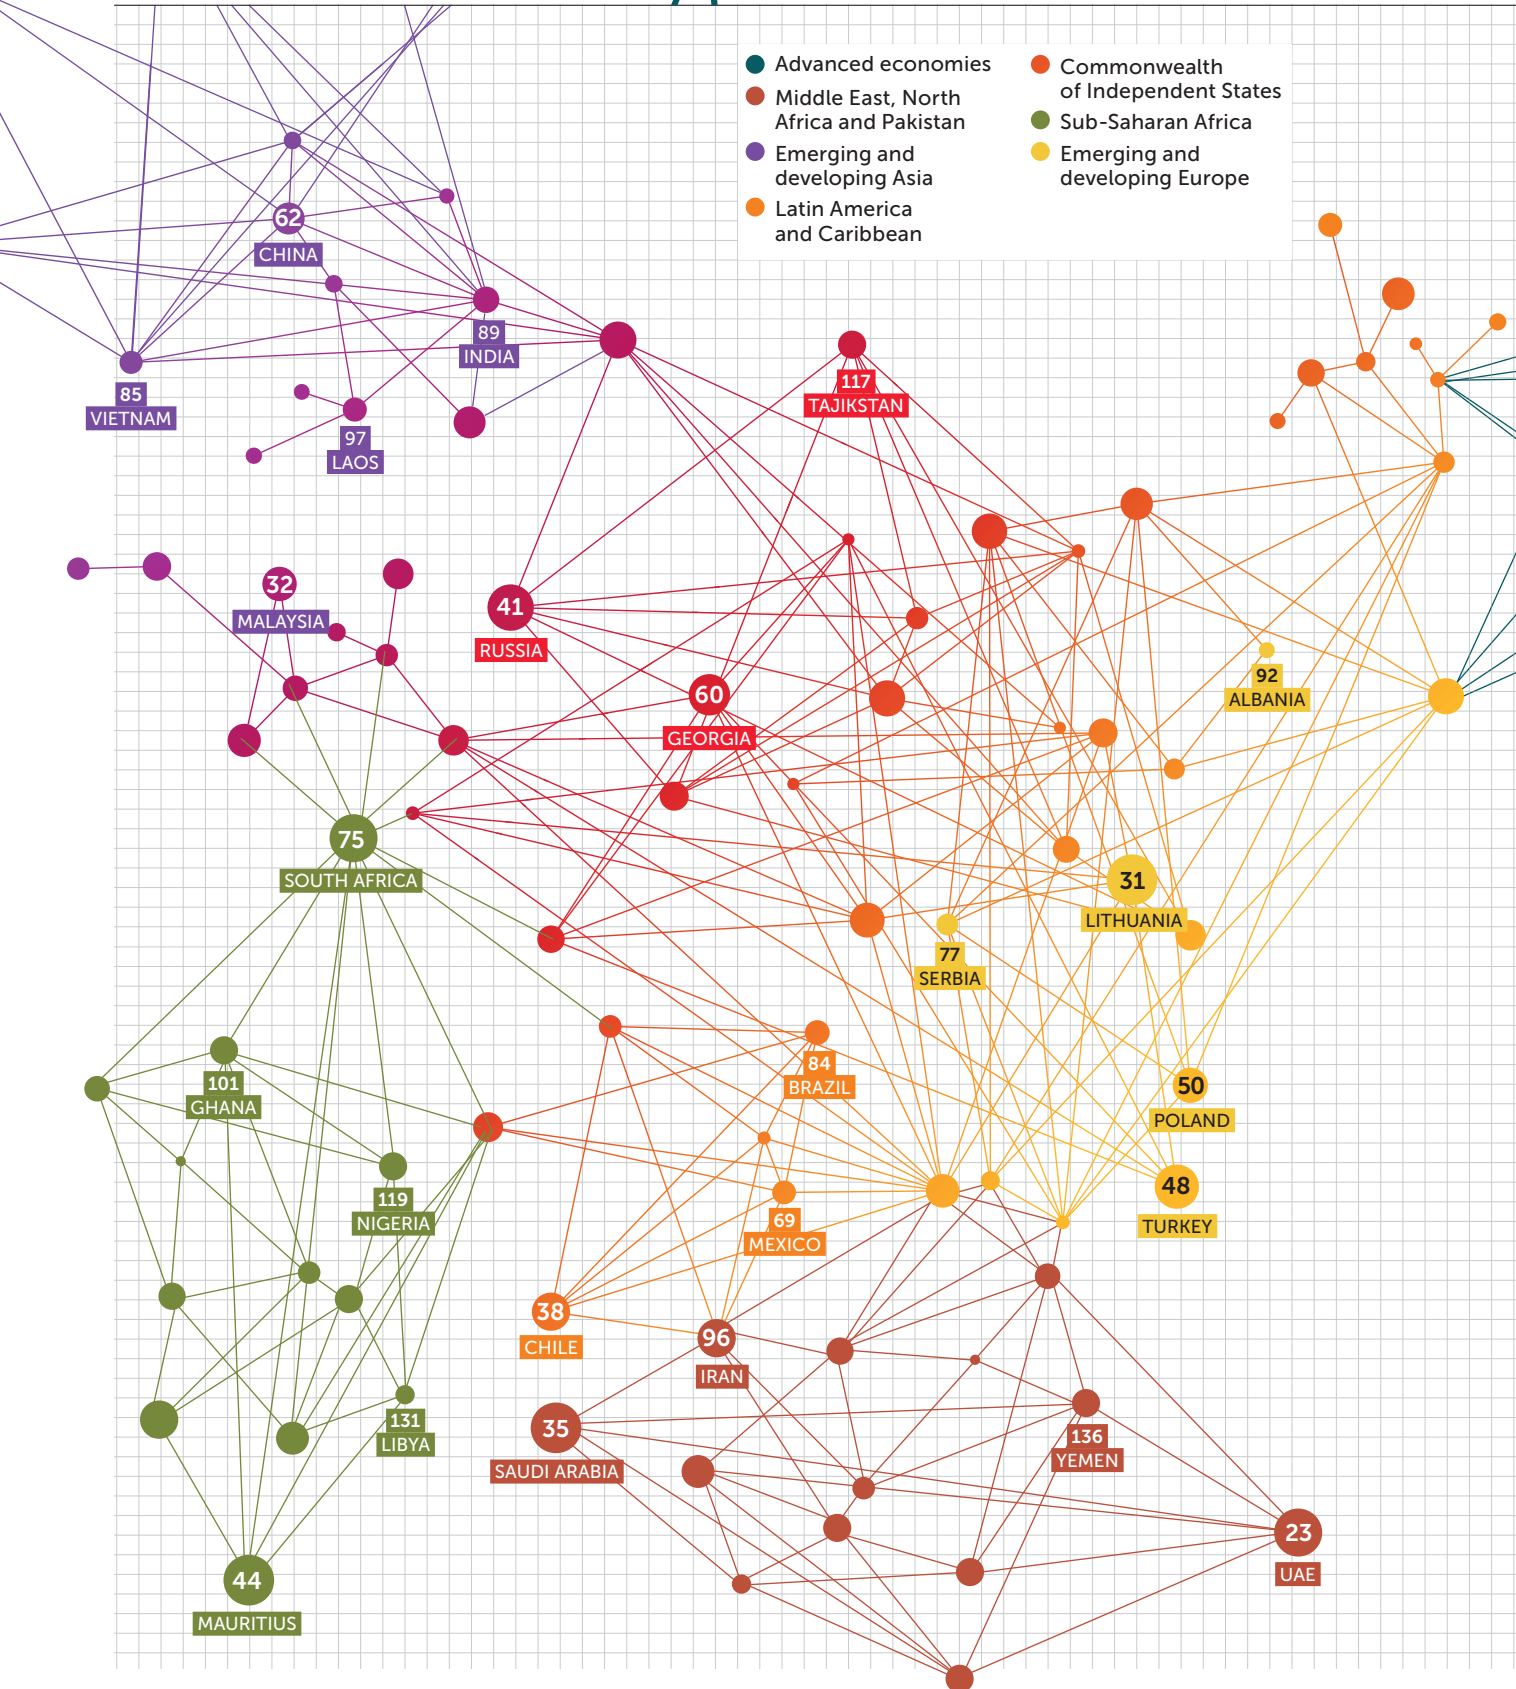 Advanced economies
Middle East, North
Africa and Pakistan
Emerging and
developing Asia
Latin America
and Caribbean
Commonwealth
of Independent States
Sub-Saharan Africa
Emerging and
developing Europe
62
CHINA
89
INDIA
85
VIETNAM
97
LAOS
117
TAJIKSTAN
32
MALAYSIA
41
RUSSIA
60
GEORGIA
92
ALBANIA
75
SOUTH AFRICA
31
LITHUANIA
77
SERBIA
84
BRAZIL
50
POLAND
101
GHANA
119
NIGERIA
69
MEXICO
48
TURKEY
38
CHILE
96
IRAN
35
SAUDI ARABIA
131
LIBYA
136
YEMEN
23
UAE
44
MAURITIUS